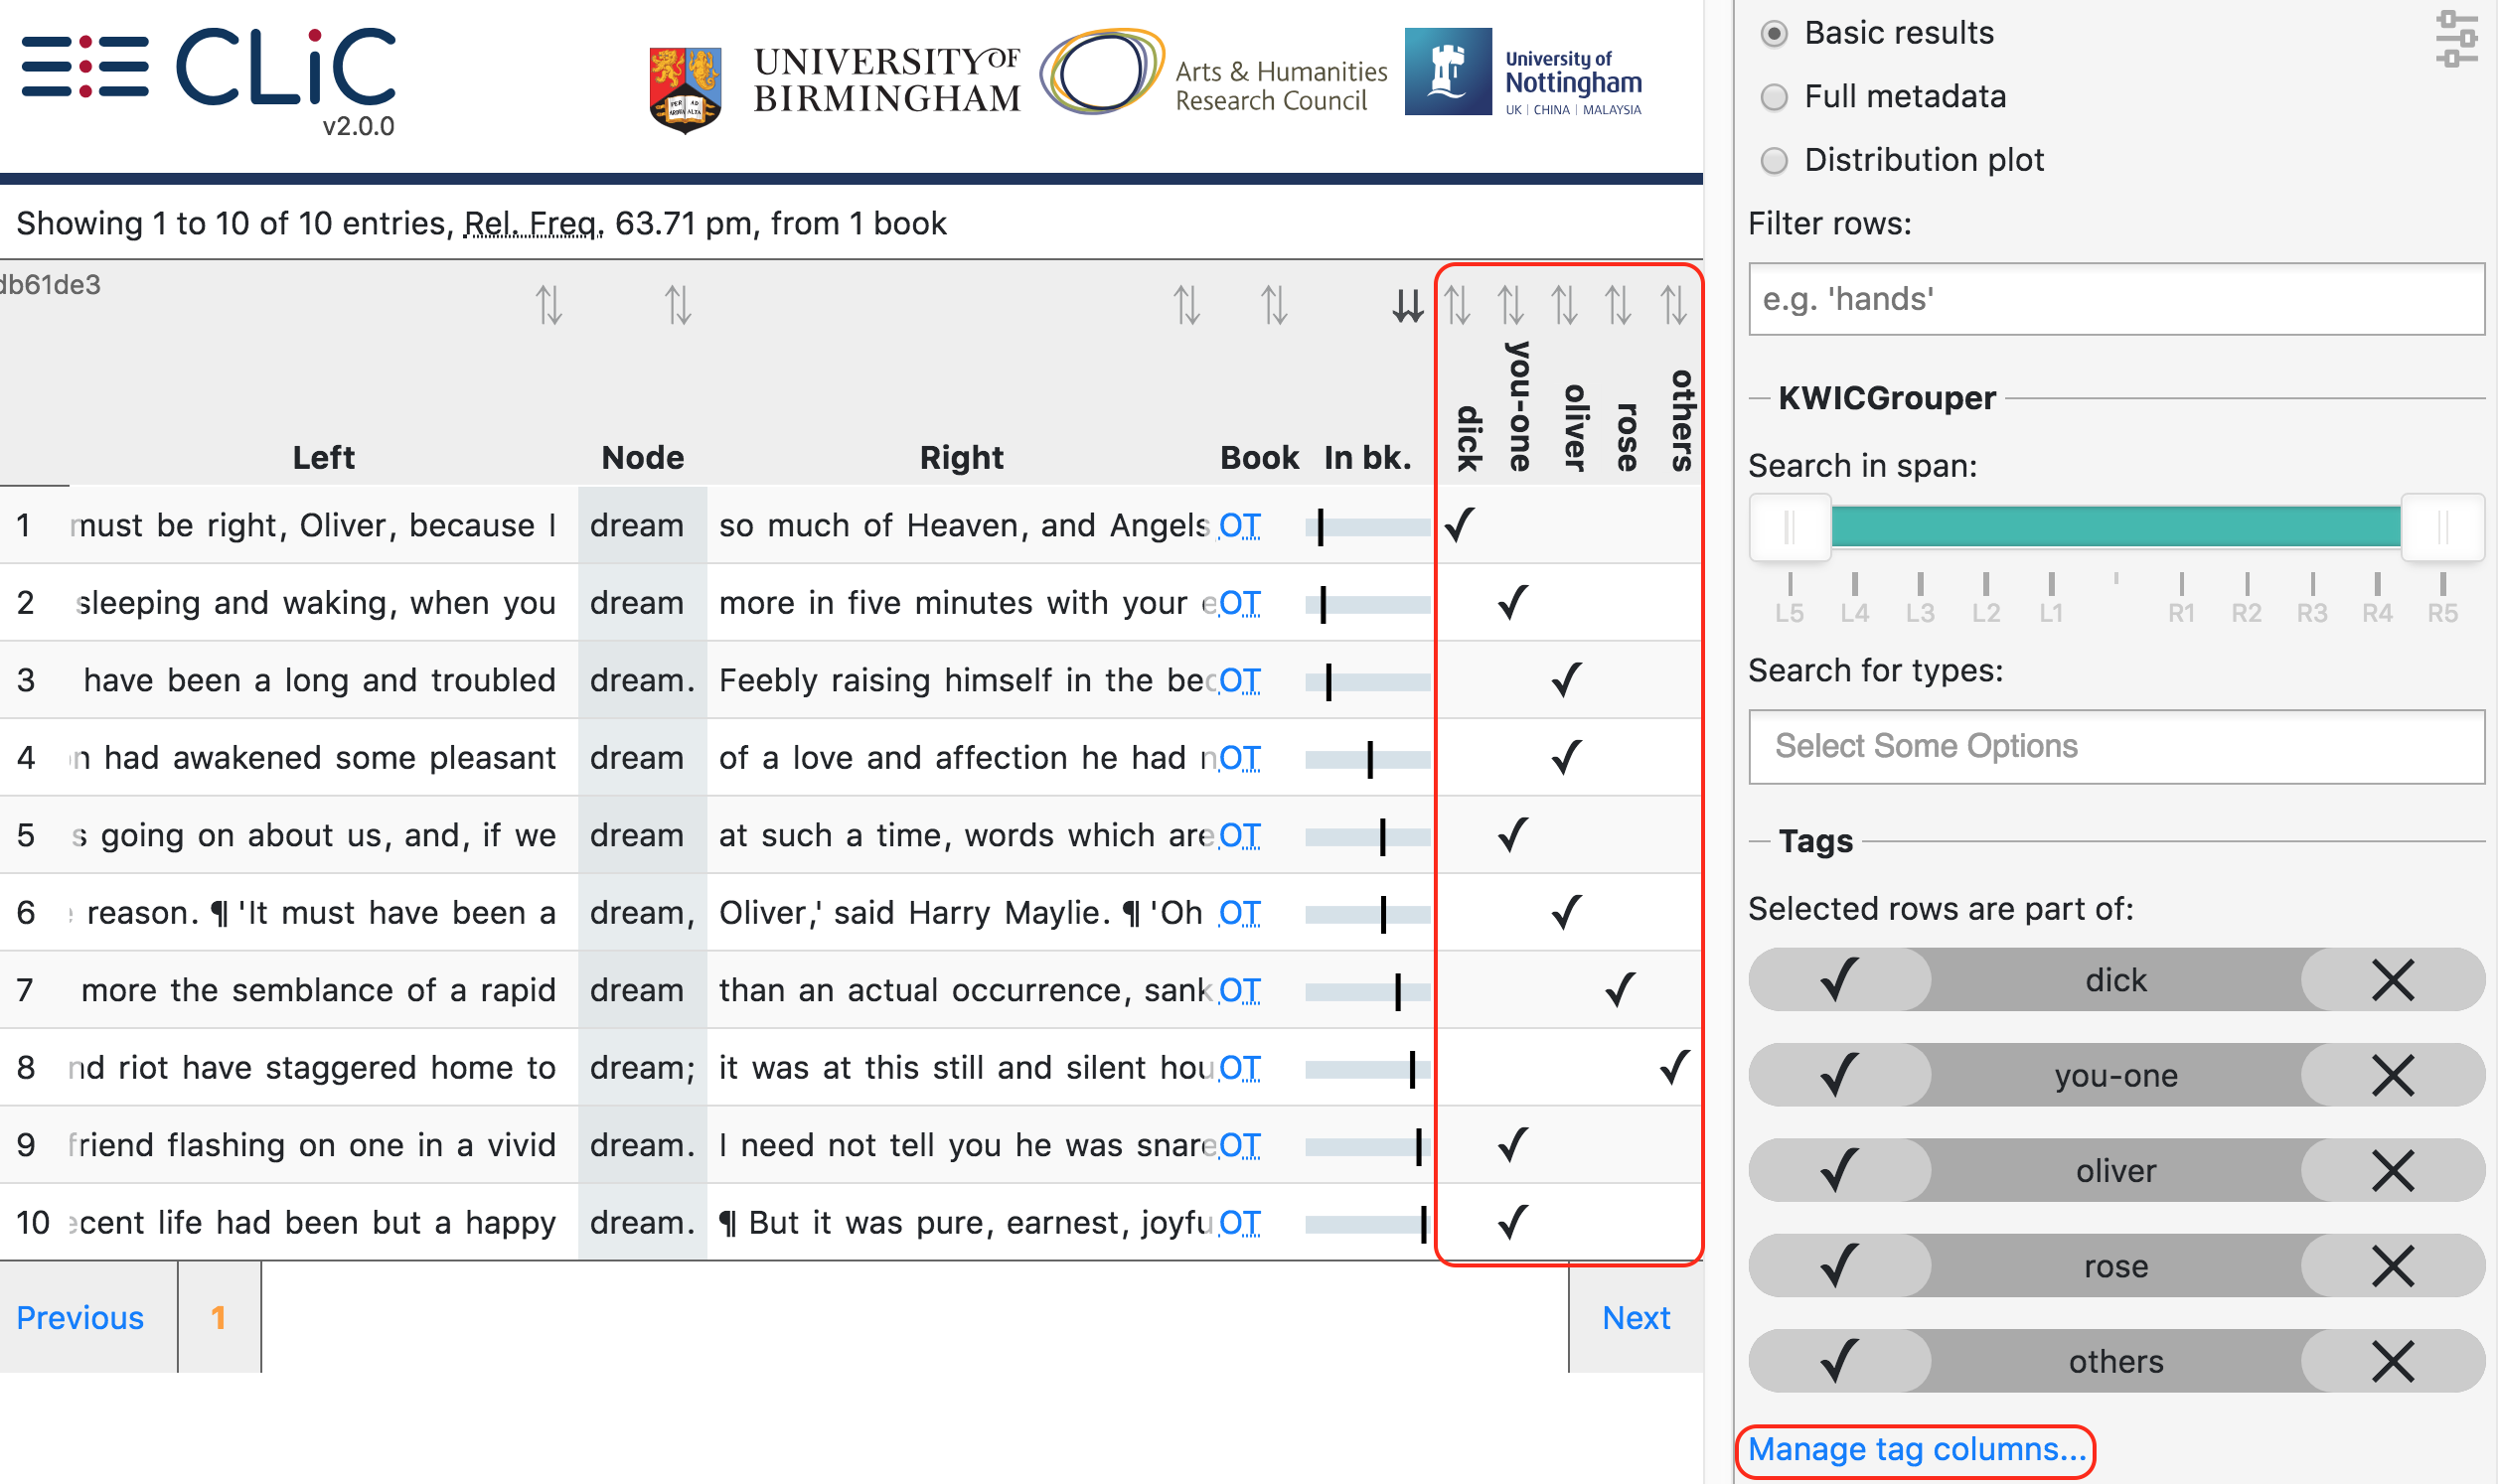 CLiC
v2.0.0
UNIVERSITY OF
BIRMINGHAM
Arts & Humanities
Research Council
University of
Nottingham
UK | CHINA | MALAYSIA
Showing 1 to 10 of 10 entries, Rel. Freq. 63.71 pm, from 1 book
db61de3
Left Node Right Book In bk. dick you-one oliver rose others
1 must be right, Oliver, because I dream so much of Heaven, and Angels OT ✓
2 sleeping and waking, when you dream more in five minutes with your OT ✓
3 have been a long and troubled dream. Feebly raising himself in the bed OT ✓
4 had awakened some pleasant dream of a love and affection he had OT ✓
5 going on about us, and, if we dream at such a time, words which are OT ✓
6 reason. ¶ 'It must have been a dream, Oliver,' said Harry Maylie. ¶ 'Oh OT ✓
7 more the semblance of a rapid dream than an actual occurrence, sank OT ✓
8 nd riot have staggered home to dream; it was at this still and silent hou OT ✓
9 friend flashing on one in a vivid dream. I need not tell you he was snare OT ✓
10 ecent life had been but a happy dream. ¶ But it was pure, earnest, joyfu OT ✓
Previous 1 Next
Basic results
Full metadata
Distribution plot
Filter rows:
e.g. 'hands'
KWICGrouper
Search in span:
L5 L4 L3 L2 L1 R1 R2 R3 R4 R5
Search for types:
Select Some Options
Tags
Selected rows are part of:
✓ dick ✕
✓ you-one ✕
✓ oliver ✕
✓ rose ✕
✓ others ✕
Manage tag columns...